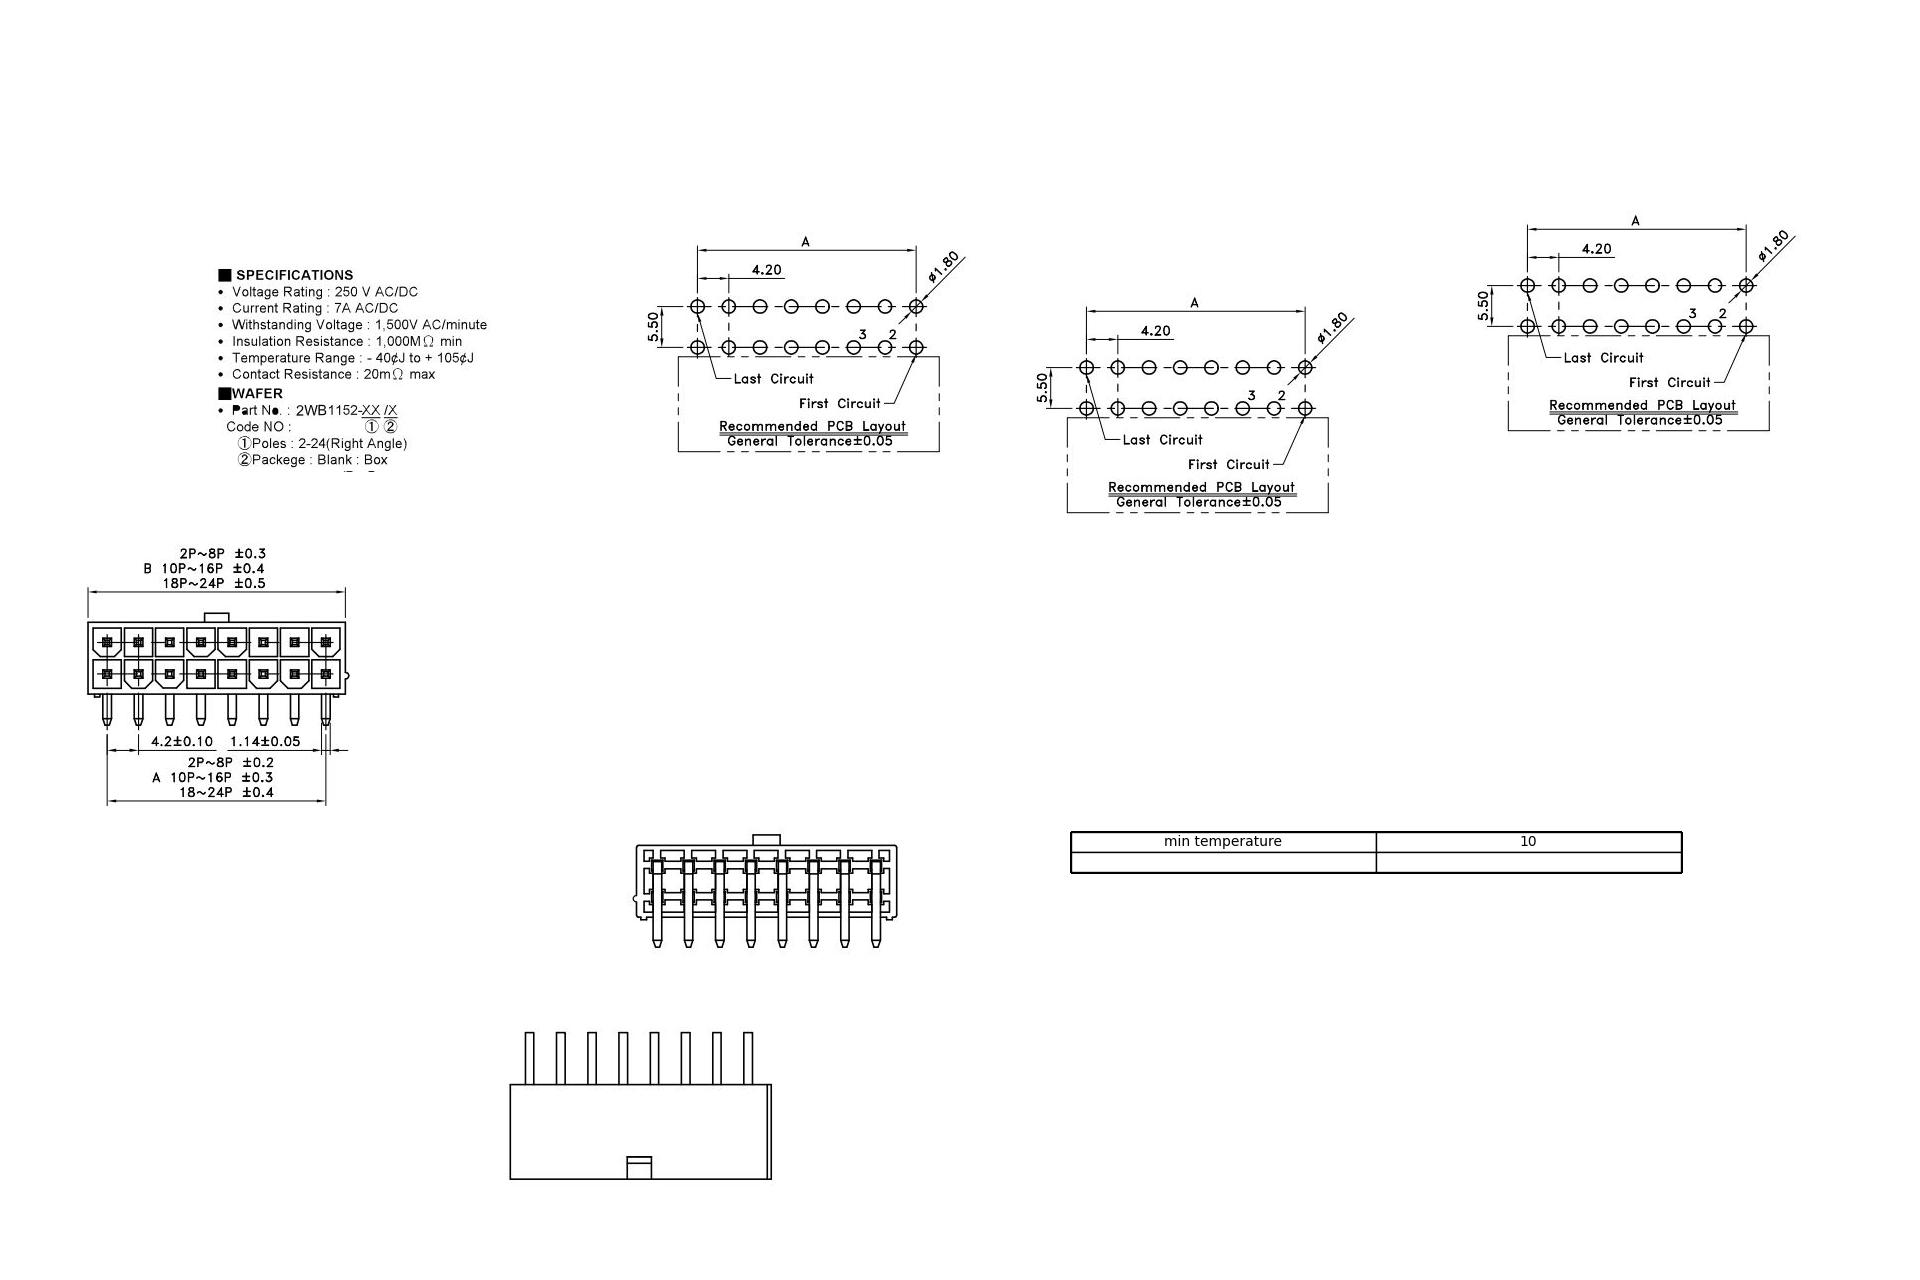 ■ SPECIFICATIONS
• Voltage Rating : 250 V AC/DC
• Current Rating : 7A AC/DC
• Withstanding Voltage : 1,500V AC/minute
• Insulation Resistance : 1,000MΩ min
• Temperature Range : - 40¢J to + 105¢J
• Contact Resistance : 20mΩ max
■WAFER
• Part No. : 2WB1152-XX /X
Code NO : ① ②
①Poles : 2-24(Right Angle)
②Packege : Blank : Box
A
4.20
ø1.80
5.50
3 2
Last Circuit
First Circuit
Recommended PCB Layout
General Tolerance±0.05
A
4.20
ø1.80
5.50
3 2
Last Circuit
First Circuit
Recommended PCB Layout
General Tolerance±0.05
A
4.20
ø1.80
5.50
3 2
Last Circuit
First Circuit
Recommended PCB Layout
General Tolerance±0.05
2P~8P ±0.3
B 10P~16P ±0.4
18P~24P ±0.5
4.2±0.10 1.14±0.05
2P~8P ±0.2
A 10P~16P ±0.3
18~24P ±0.4
min temperature 10